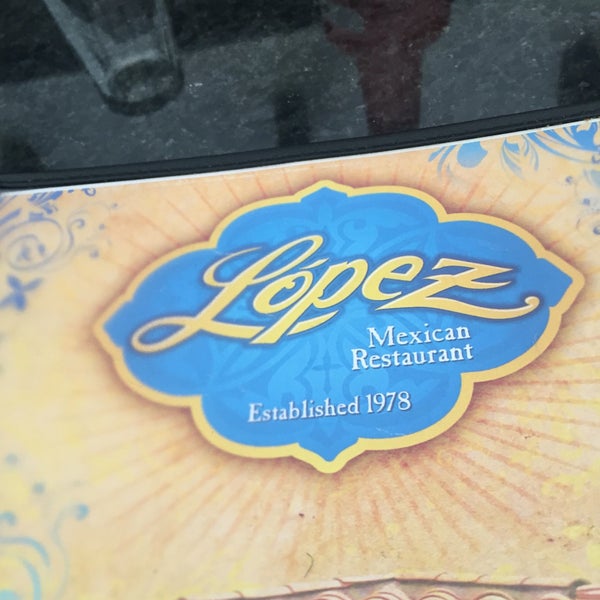 López
Mexican
Restaurant
Established 1978